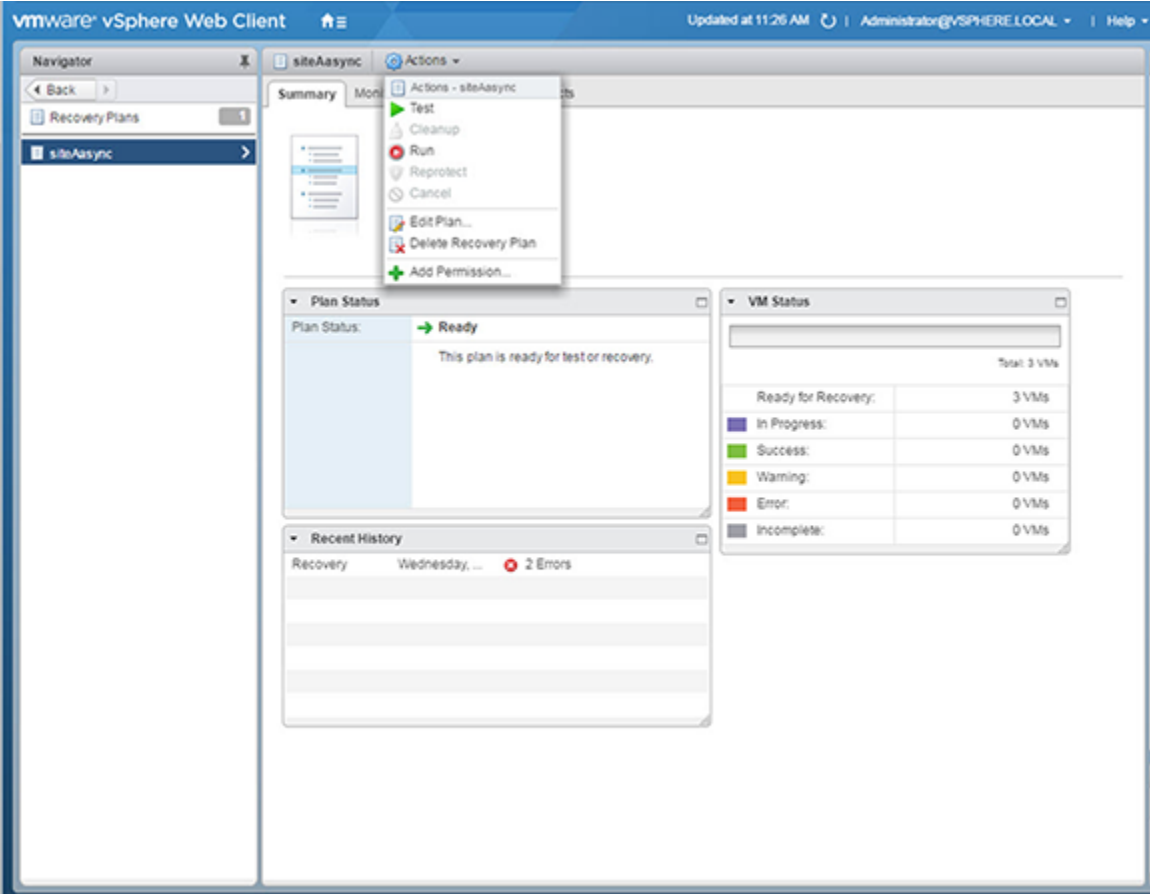 vmware® vSphere Web Client
Updated at 11:26 AM | Administrator@VSPHERE.LOCAL | Help
Navigator
Back
Recovery Plans 1
siteAasync
siteAasync Actions
Summary Moni
Actions - siteAasync
Test
Cleanup
Run
Reprotect
Cancel
Edit Plan...
Delete Recovery Plan
Add Permission...
Plan Status
Plan Status: Ready
This plan is ready for test or recovery.
VM Status
Total: 3 VMs
Ready for Recovery: 3 VMs
In Progress: 0 VMs
Success: 0 VMs
Warning: 0 VMs
Error: 0 VMs
Incomplete: 0 VMs
Recent History
Recovery Wednesday, ... 2 Errors